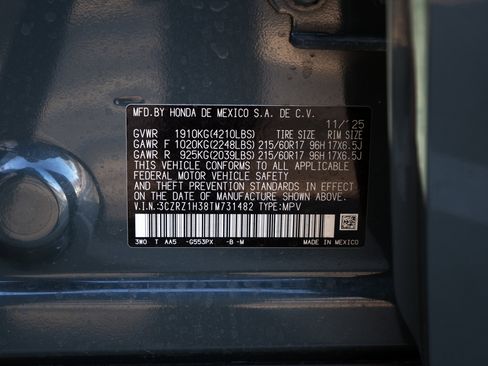 MFD.BY HONDA DE MEXICO S.A. DE C.V.
11/125
GVWR 1910KG(4210LBS) TIRE SIZE RIM SIZE
GAWR F 1020KG(2248LBS) 215/60R17 96H 17X6.5J
GAWR R 925KG(2039LBS) 215/60R17 96H 17X6.5J
THIS VEHICLE CONFORMS TO ALL APPLICABLE
FEDERAL MOTOR VEHICLE SAFETY
AND THEFT PREVENTION STANDARDS IN EFFECT
ON THE DATE OF MANUFACTURE SHOWN ABOVE.
V.I.N.:3CZRZ1H38TM731482 TYPE:MPV
3W0 T AA5 -G553PX -B -M MADE IN MEXICO